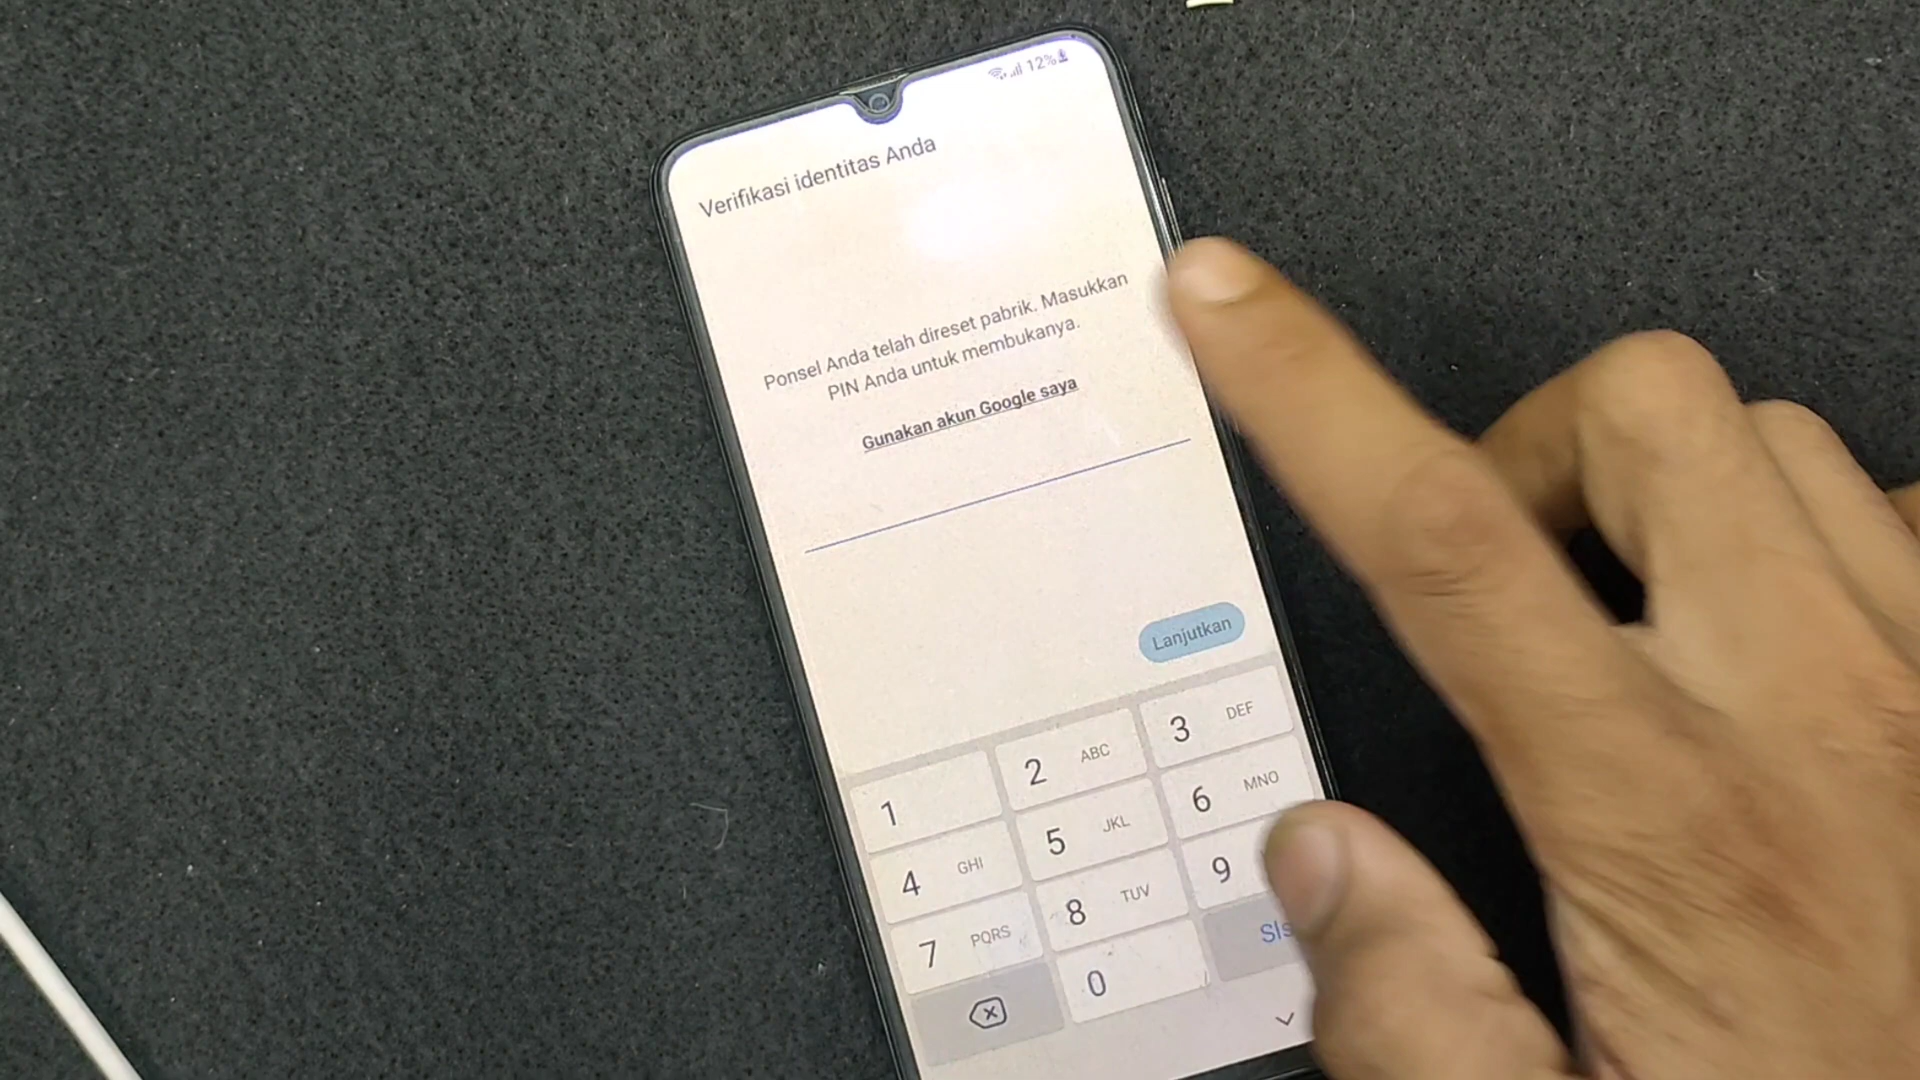 12%
Verifikasi identitas Anda
Ponsel Anda telah direset pabrik. Masukkan
PIN Anda untuk membukanya.
Gunakan akun Google saya
Lanjutkan
1
2 ABC
3 DEF
4 GHI
5 JKL
6 MNO
7 PQRS
8 TUV
9
0